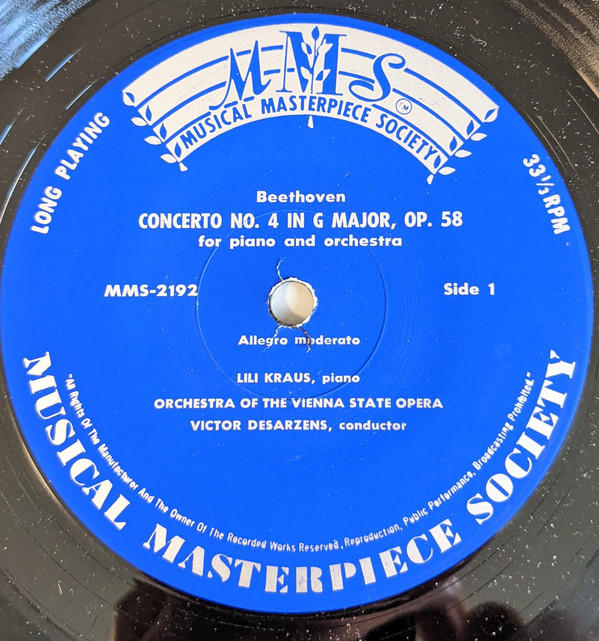 MMS
MUSICAL MASTERPIECE SOCIETY
LONG PLAYING
33 1/3 RPM
Beethoven
CONCERTO NO. 4 IN G MAJOR, OP. 58
for piano and orchestra
MMS-2192
Side 1
Allegro moderato
LILI KRAUS, piano
ORCHESTRA OF THE VIENNA STATE OPERA
VICTOR DESARZENS, conductor
"All Rights Of The Manufacturer And The Owner Of The Recorded Works Reserved, Reproduction, Public Performance, Broadcasting Prohibited."
MUSICAL MASTERPIECE SOCIETY